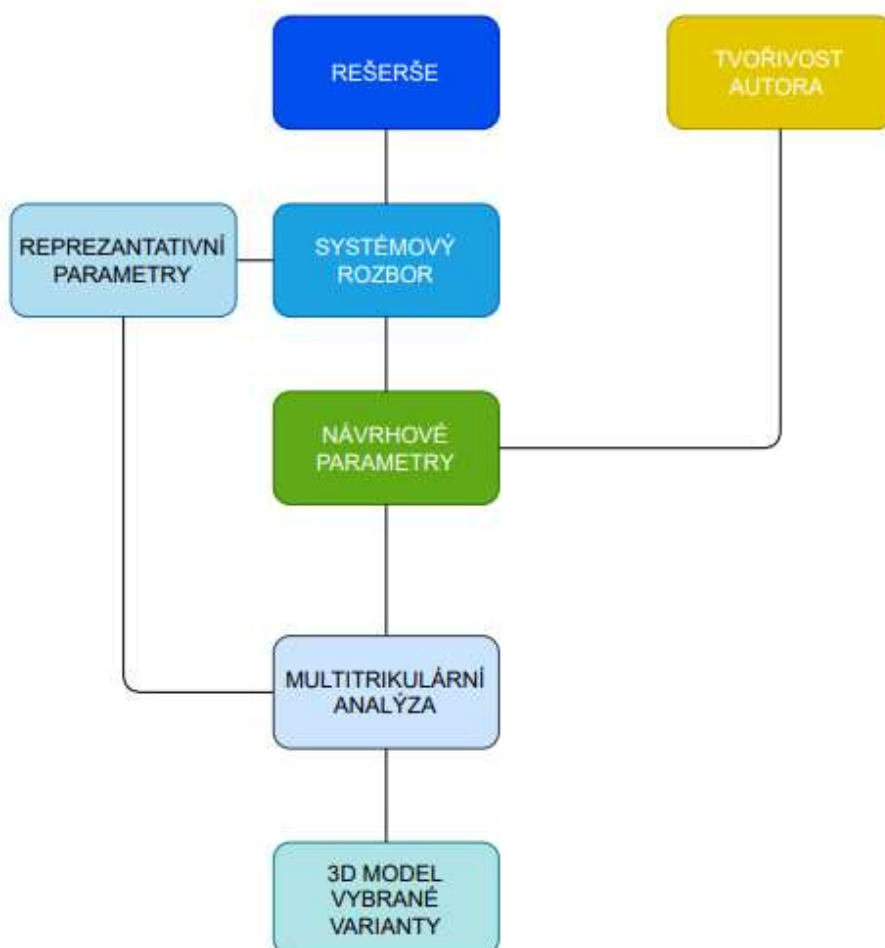 REŠERŠE
TVOŘIVOST
AUTORA
REPREZANTATIVNÍ
PARAMETRY
SYSTÉMOVÝ
ROZBOR
NÁVRHOVÉ
PARAMETRY
MULTITRIKULÁRNÍ
ANALÝZA
3D MODEL
VYBRANÉ
VARIANTY